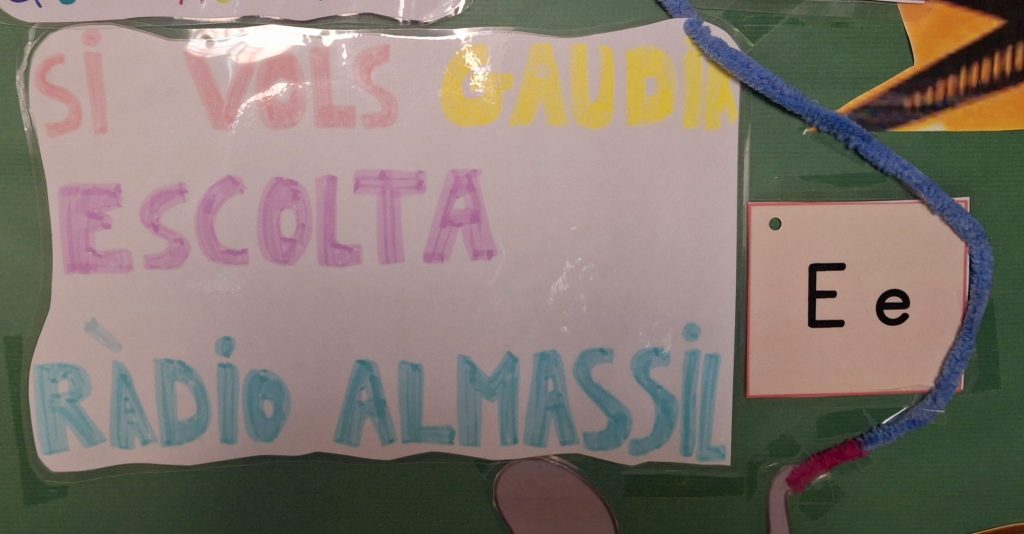 SI VOLS GAUDIR
ESCOLTA
RÀDIO ALMASSIL
E e